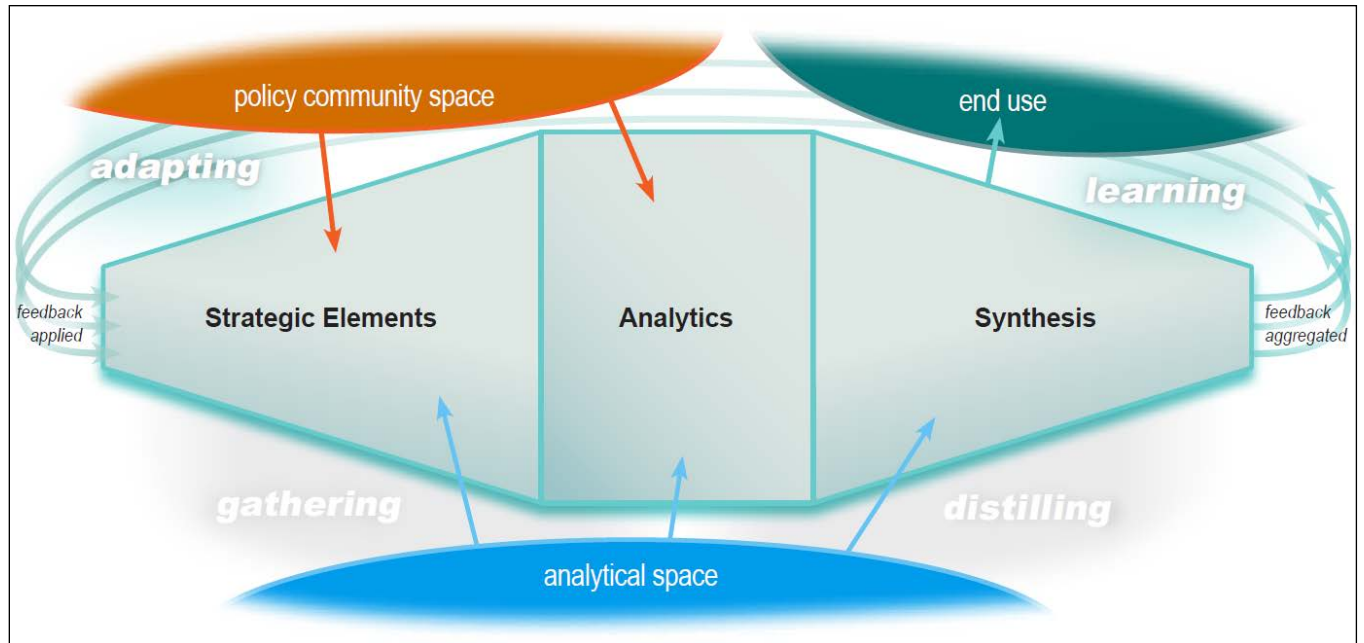 policy community space
end use
adapting
learning
feedback
applied
Strategic Elements
Analytics
Synthesis
feedback
aggregated
gathering
distilling
analytical space